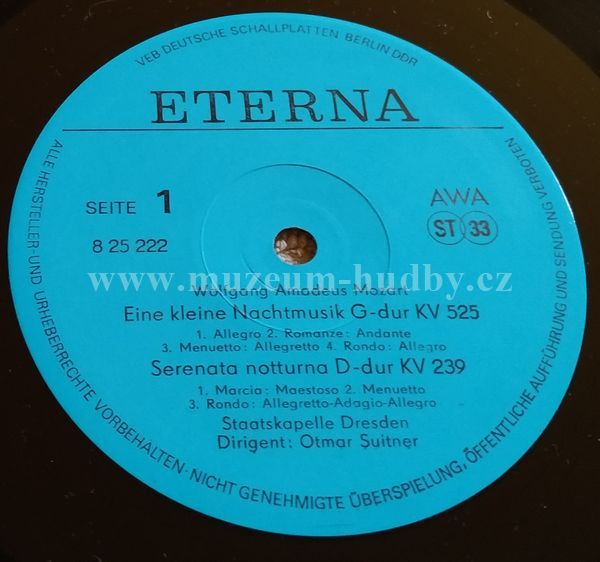 VEB DEUTSCHE SCHALLPLATTEN BERLIN DDR
ETERNA
SEITE 1
8 25 222
AWA
ST 33
www.muzeum-hudby.cz
Wolfgang Amadeus Mozart
Eine kleine Nachtmusik G-dur KV 525
1. Allegro 2. Romanze: Andante
3. Menuetto: Allegretto 4. Rondo: Allegro
Serenata notturna D-dur KV 239
1. Marcia: Maestoso 2. Menuetto
3. Rondo: Allegretto-Adagio-Allegro
Staatskapelle Dresden
Dirigent: Otmar Suitner
ALLE HERSTELLER- UND URHEBERRECHTE VORBEHALTEN · NICHT GENEHMIGTE ÜBERSPIELUNG, ÖFFENTLICHE AUFFÜHRUNG UND SENDUNG VERBOTEN